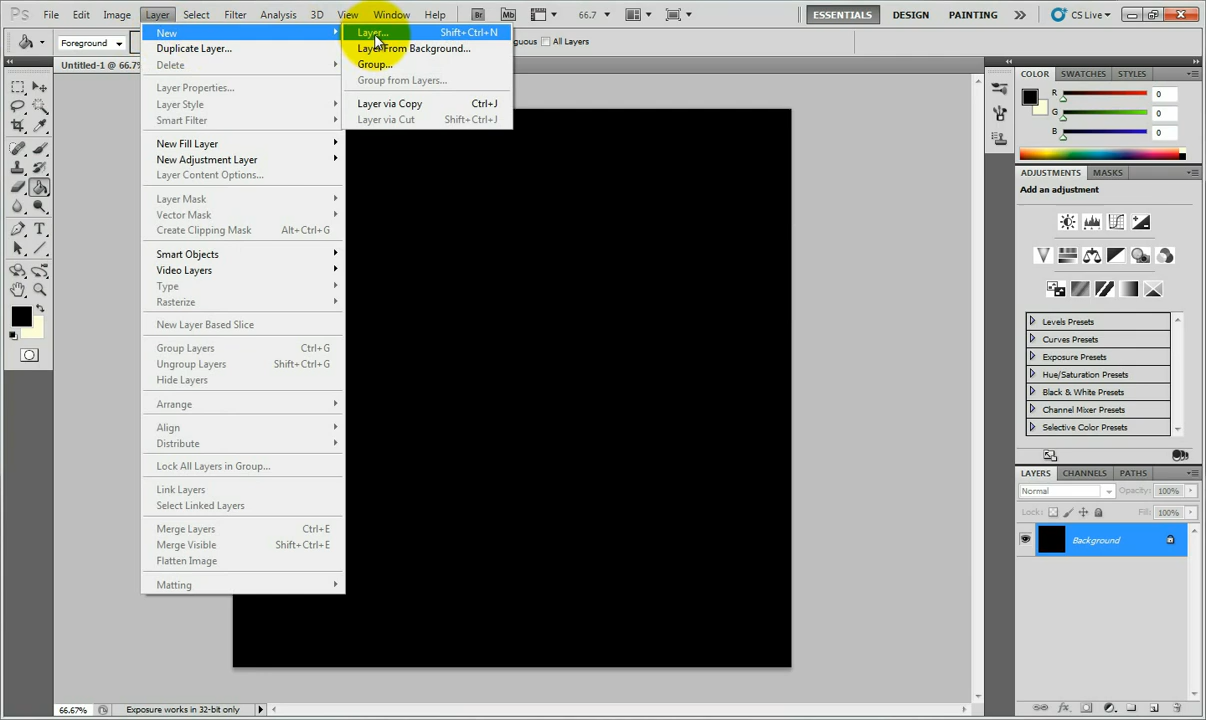 Ps File Edit Image Layer Select Filter Analysis 3D View Window Help Br Mb 66.7 ESSENTIALS DESIGN PAINTING CS Live
Foreground
New
Layer... Shift+Ctrl+N
guous All Layers
Duplicate Layer...
Layer From Background...
Untitled-1 @ 66.7%
Delete
Group...
Layer Properties...
Group from Layers...
Layer Style
Layer via Copy Ctrl+J
Smart Filter
Layer via Cut Shift+Ctrl+J
New Fill Layer
New Adjustment Layer
Layer Content Options...
Layer Mask
Vector Mask
Create Clipping Mask Alt+Ctrl+G
Smart Objects
Video Layers
Type
Rasterize
New Layer Based Slice
Group Layers Ctrl+G
Ungroup Layers Shift+Ctrl+G
Hide Layers
Arrange
Align
Distribute
Lock All Layers in Group...
Link Layers
Select Linked Layers
Merge Layers Ctrl+E
Merge Visible Shift+Ctrl+E
Flatten Image
Matting
COLOR SWATCHES STYLES
R 0
G 0
B 0
ADJUSTMENTS MASKS
Add an adjustment
Levels Presets
Curves Presets
Exposure Presets
Hue/Saturation Presets
Black & White Presets
Channel Mixer Presets
Selective Color Presets
LAYERS CHANNELS PATHS
Normal Opacity: 100%
Lock: Fill: 100%
Background
66.67% Exposure works in 32-bit only